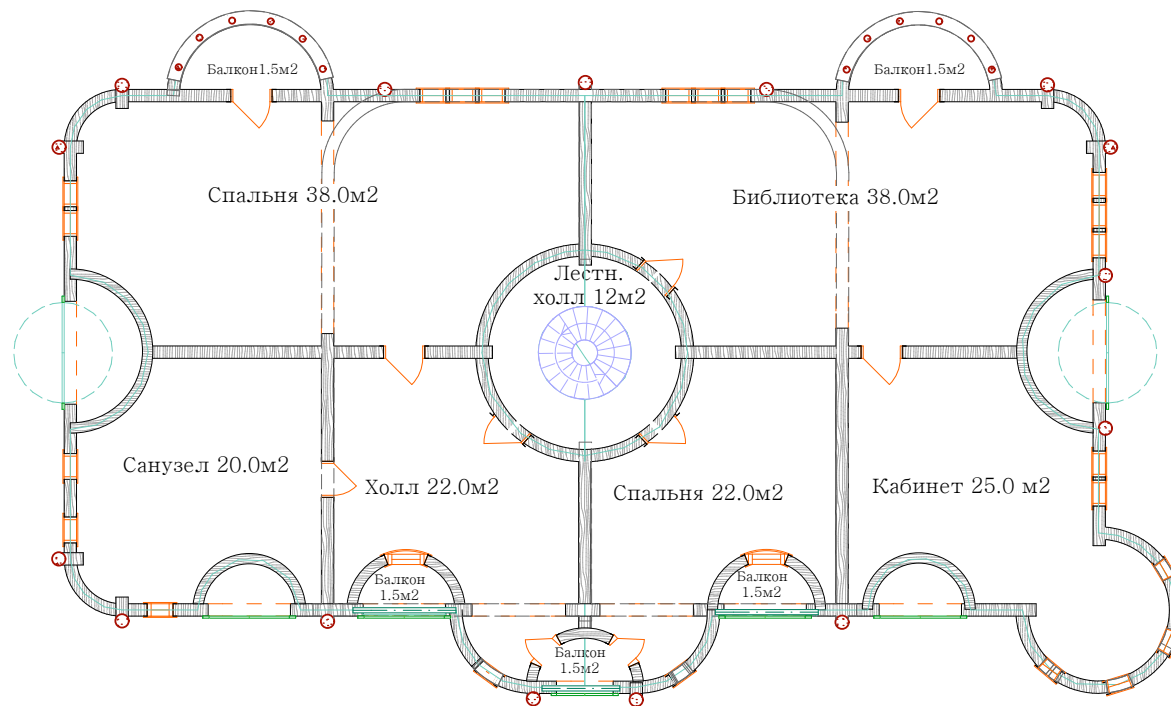 Балкон1.5м2
Балкон1.5м2
Спальня 38.0м2
Библиотека 38.0м2
Лестн.
холл 12м2
Санузел 20.0м2
Холл 22.0м2
Спальня 22.0м2
Кабинет 25.0 м2
Балкон
1.5м2
Балкон
1.5м2
Балкон
1.5м2